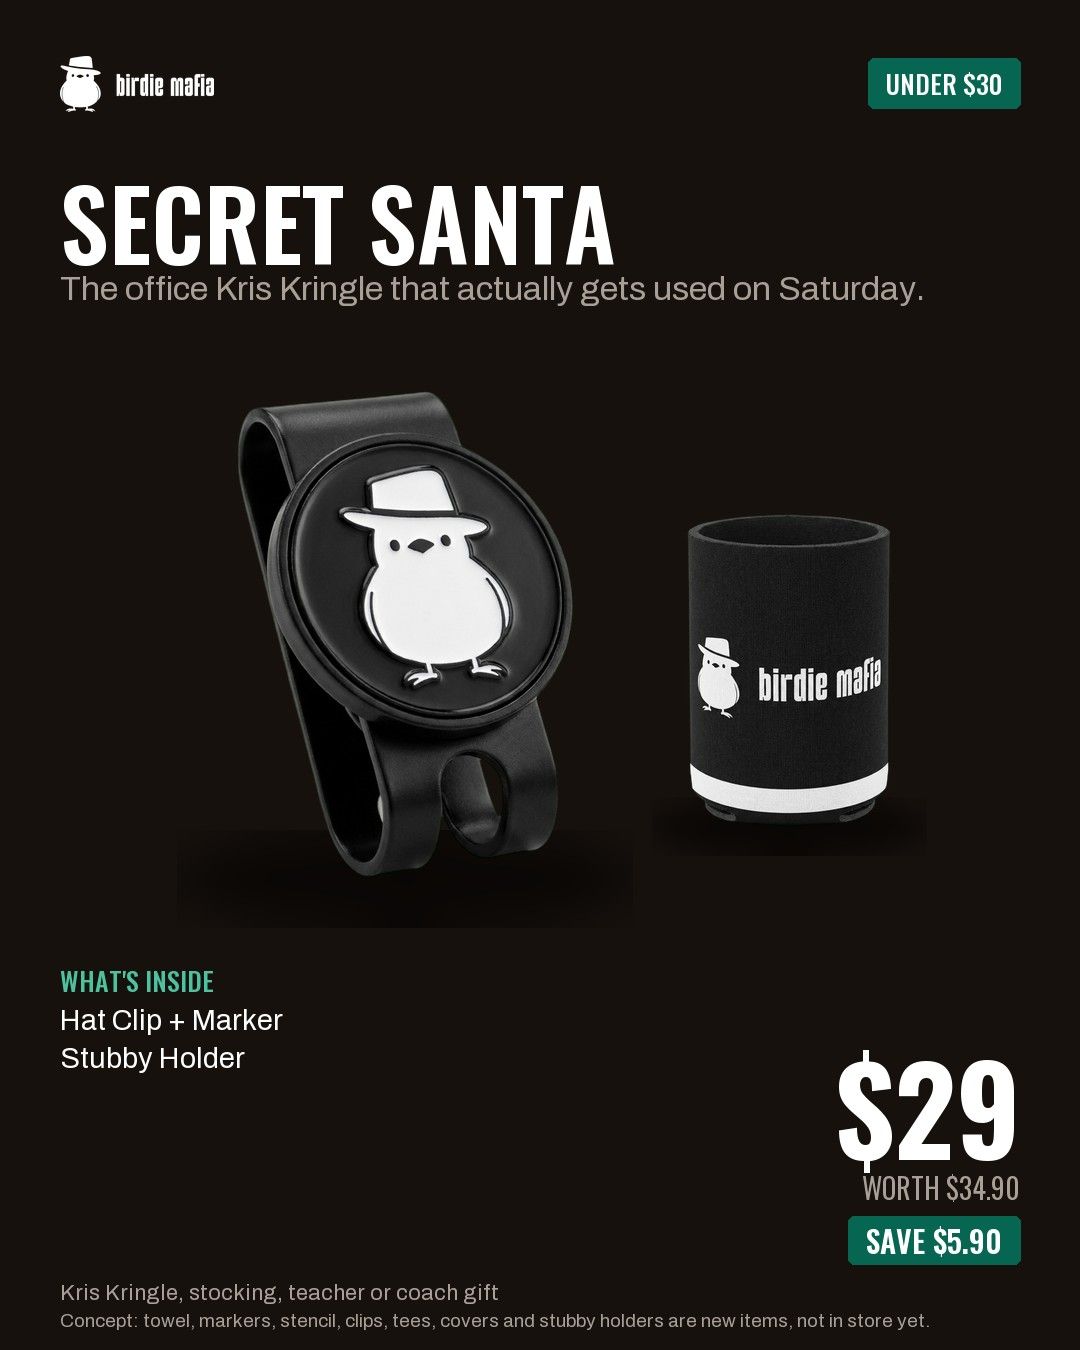 birdie mafia
UNDER $30
SECRET SANTA
The office Kris Kringle that actually gets used on Saturday.
birdie mafia
WHAT'S INSIDE
Hat Clip + Marker
Stubby Holder
$29
WORTH $34.90
SAVE $5.90
Kris Kringle, stocking, teacher or coach gift
Concept: towel, markers, stencil, clips, tees, covers and stubby holders are new items, not in store yet.